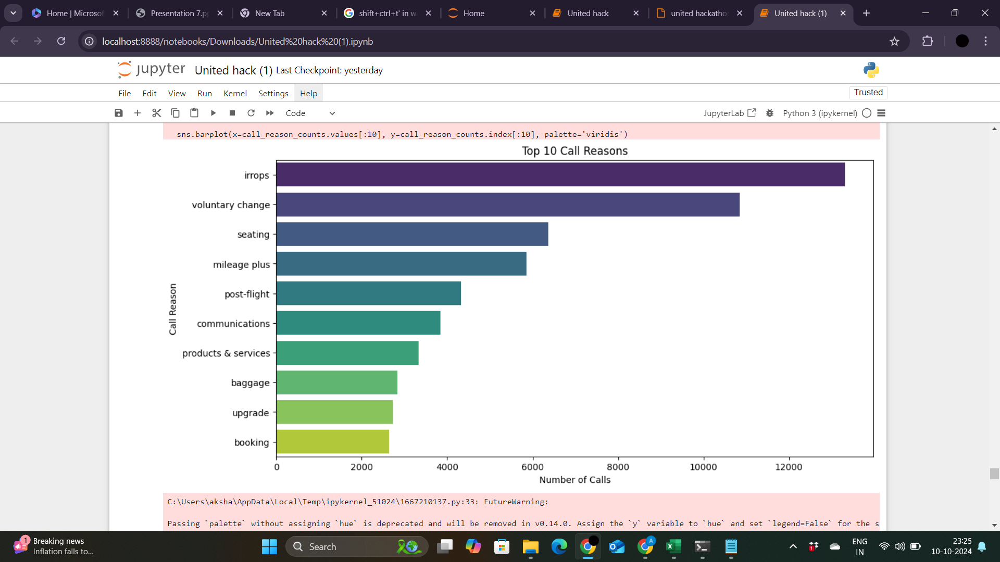 Home | Microsof
Presentation 7.p
New Tab
shift+ctrl+t' in w
Home
United hack
united hackatho
United hack (1)
localhost:8888/notebooks/Downloads/United%20hack%20(1).ipynb
jupyter United hack (1) Last Checkpoint: yesterday
File Edit View Run Kernel Settings Help
Trusted
Code
JupyterLab
Python 3 (ipykernel)
sns.barplot(x=call_reason_counts.values[:10], y=call_reason_counts.index[:10], palette='viridis')
Top 10 Call Reasons
irrops
voluntary change
seating
mileage plus
post-flight
communications
products & services
baggage
upgrade
booking
Call Reason
0 2000 4000 6000 8000 10000 12000
Number of Calls
C:\Users\aksha\AppData\Local\Temp\ipykernel_51024\1667210137.py:33: FutureWarning:
Passing `palette` without assigning `hue` is deprecated and will be removed in v0.14.0. Assign the `y` variable to `hue` and set `legend=False` for the s
1
Breaking news
Inflation falls to...
Search
A
1
ENG
IN
23:25
10-10-2024